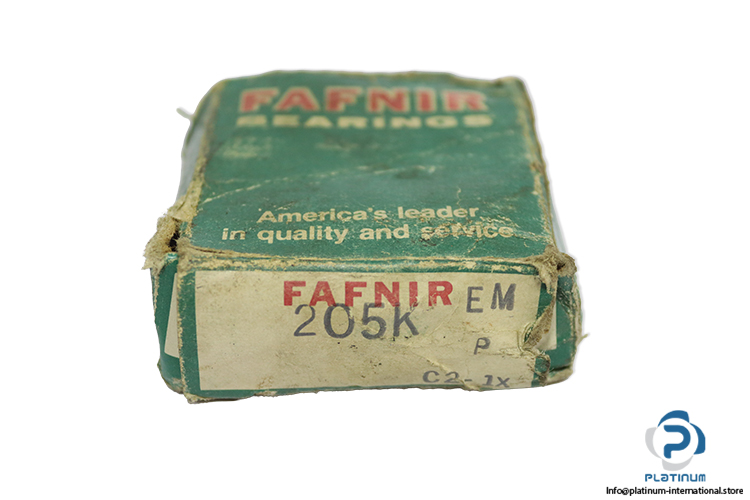 FAFNIR
BEARINGS
America's leader
in quality and service
FAFNIR EM
205K
P
C2-1X
PLATINUM
Info@platinum-international.store